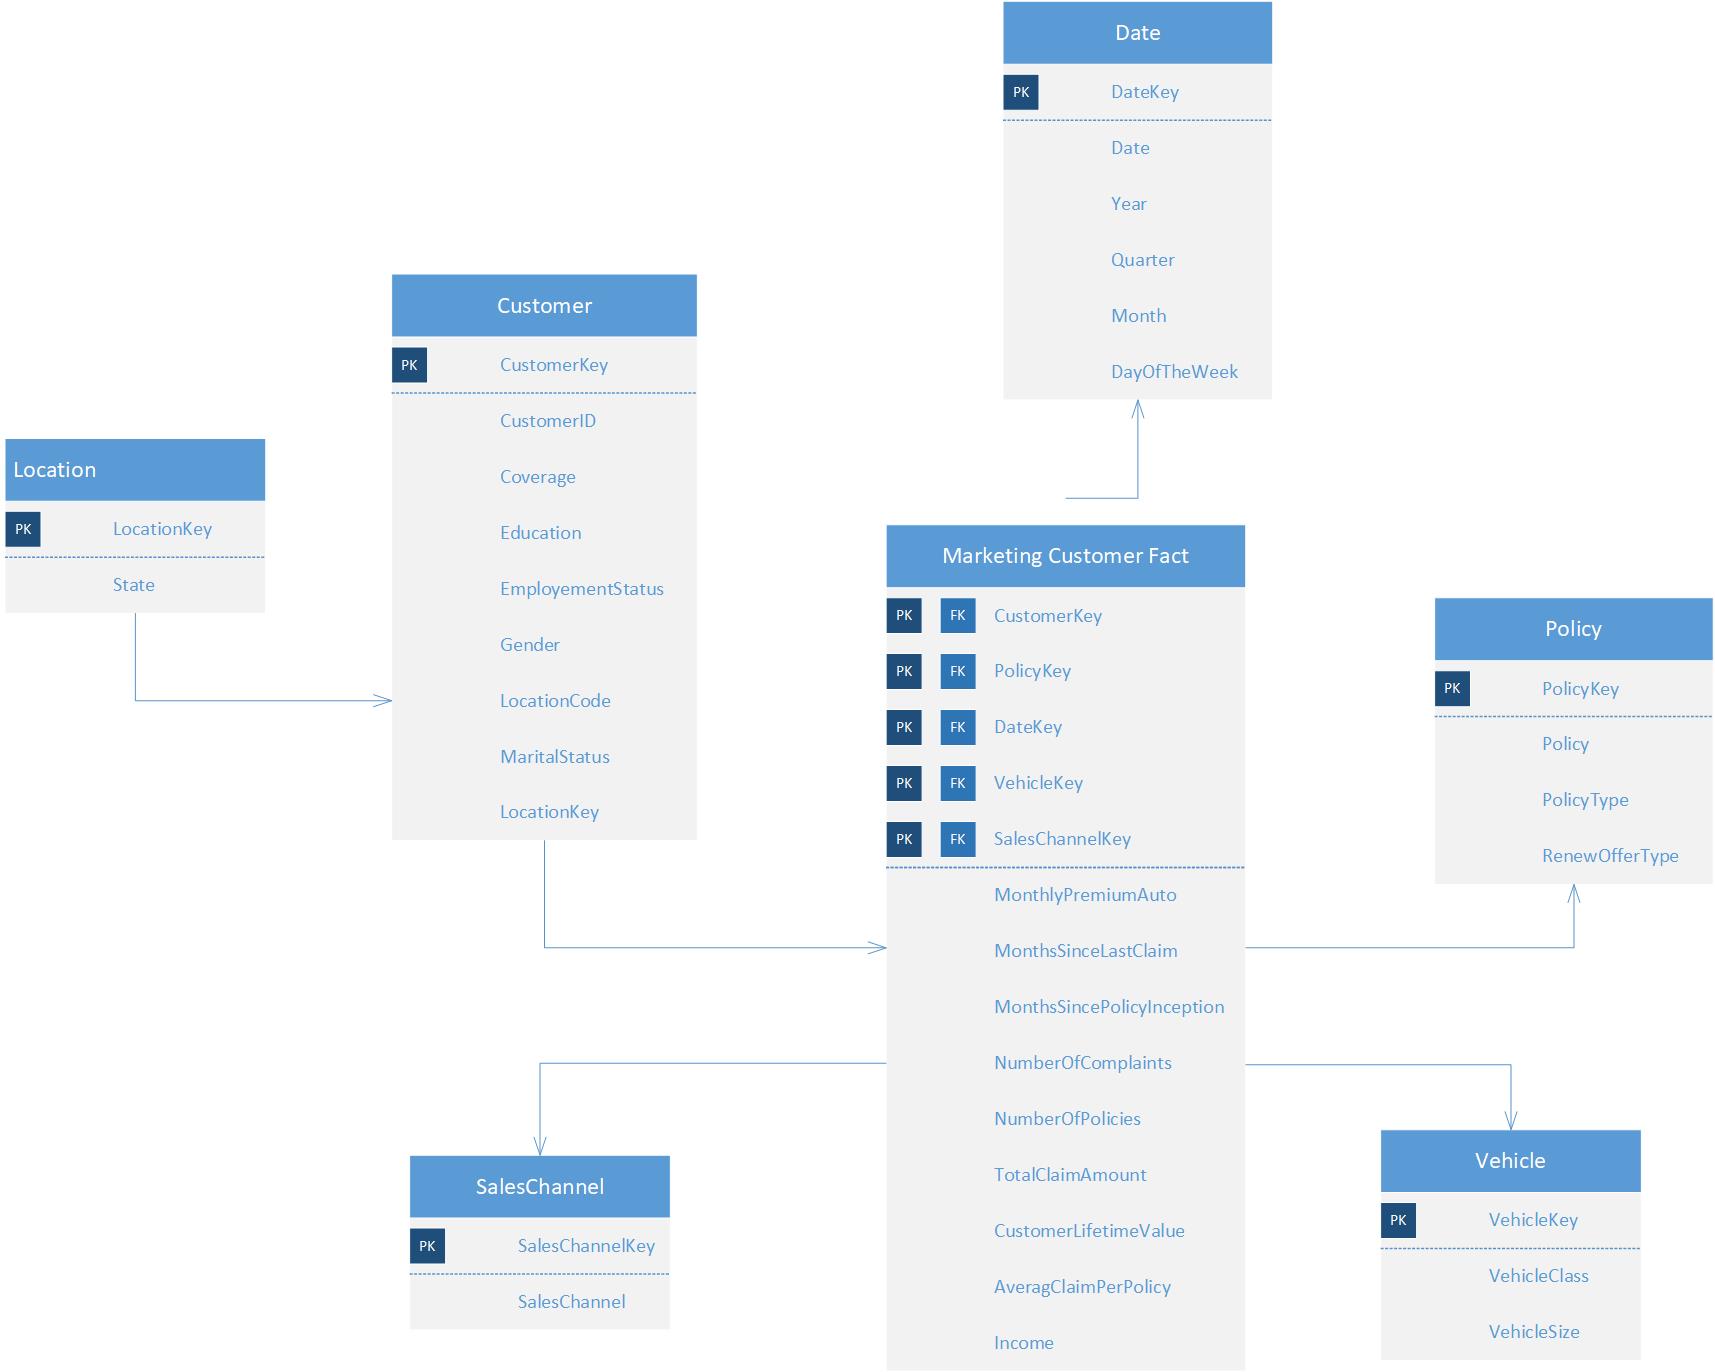 Date
PK DateKey
Date
Year
Quarter
Month
DayOfTheWeek
Customer
PK CustomerKey
CustomerID
Coverage
Education
EmployementStatus
Gender
LocationCode
MaritalStatus
LocationKey
Location
PK LocationKey
State
Marketing Customer Fact
PK FK CustomerKey
PK FK PolicyKey
PK FK DateKey
PK FK VehicleKey
PK FK SalesChannelKey
MonthlyPremiumAuto
MonthsSinceLastClaim
MonthsSincePolicyInception
NumberOfComplaints
NumberOfPolicies
TotalClaimAmount
CustomerLifetimeValue
AveragClaimPerPolicy
Income
Policy
PK PolicyKey
Policy
PolicyType
RenewOfferType
SalesChannel
PK SalesChannelKey
SalesChannel
Vehicle
PK VehicleKey
VehicleClass
VehicleSize